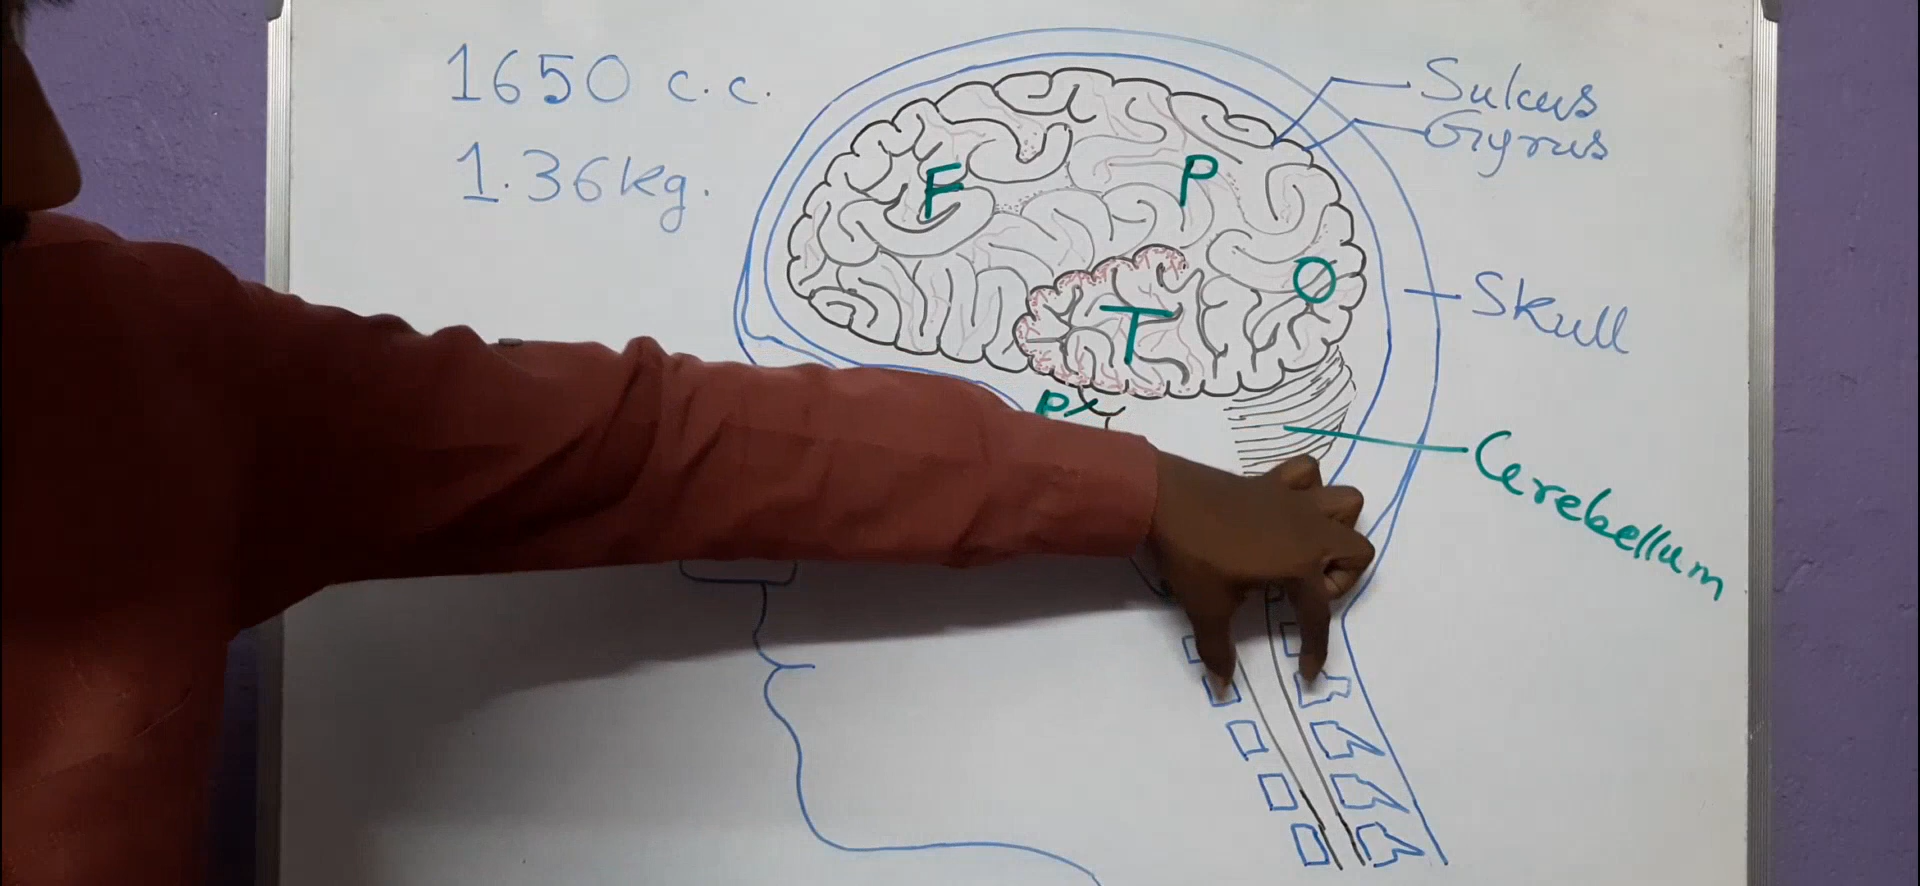 1650 c.c.
1.36kg.
Sulcus
Gyrus
F
P
O
T
Skull
Cerebellum